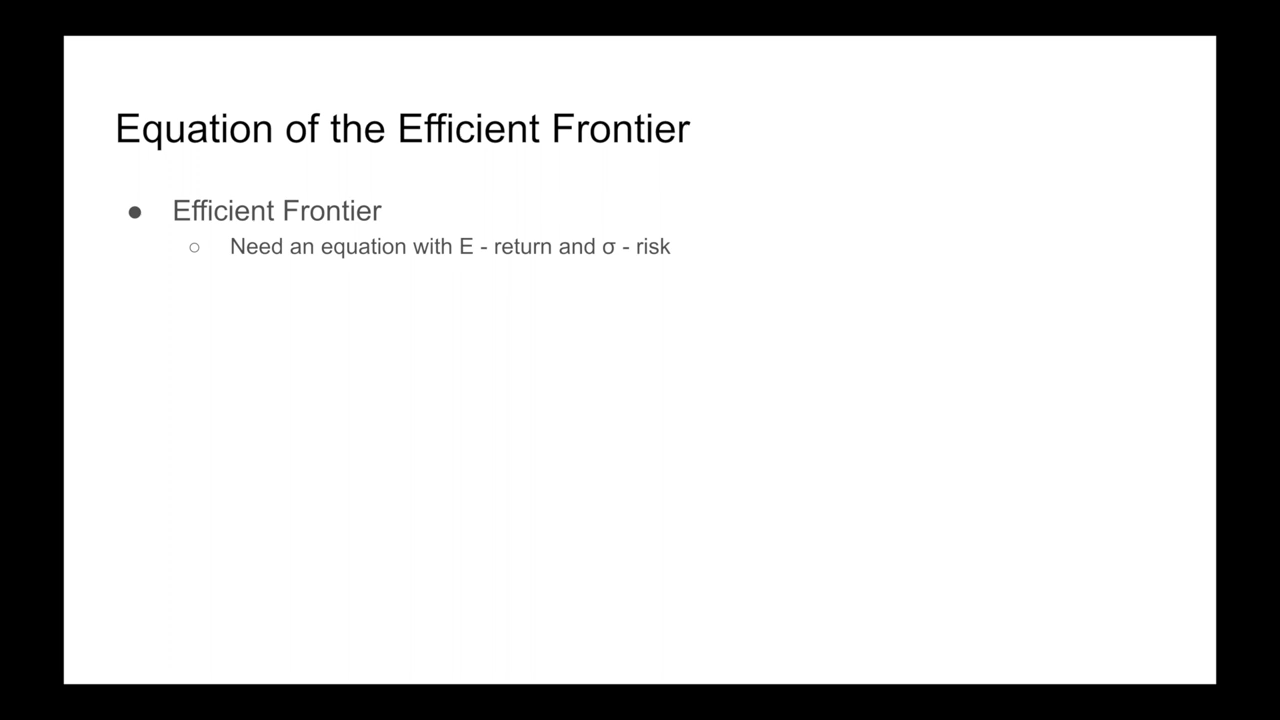 Equation of the Efficient Frontier
● Efficient Frontier
○ Need an equation with E - return and σ - risk